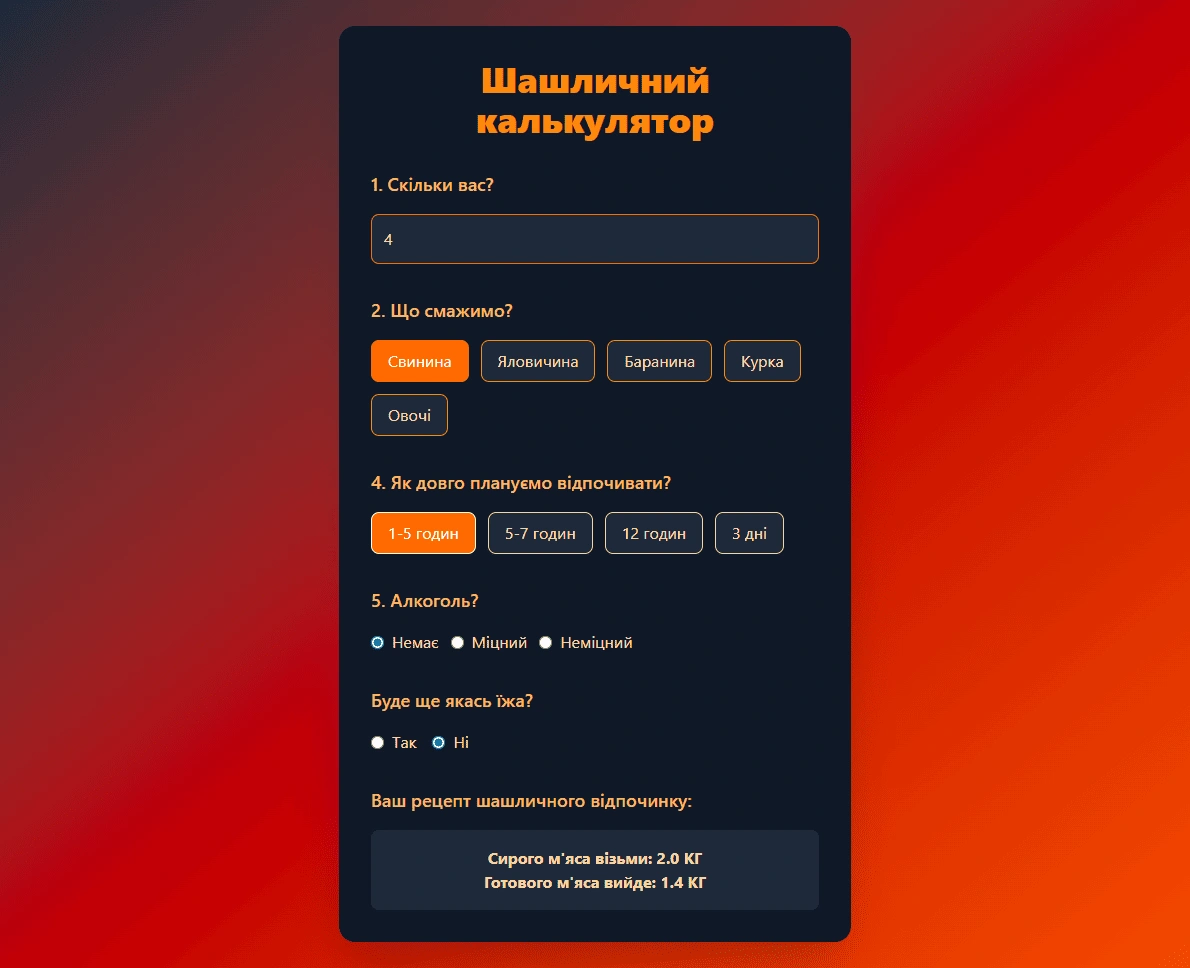 Шашличний
калькулятор
1. Скільки вас?
4
2. Що смажимо?
Свинина Яловичина Баранина Курка
Овочі
4. Як довго плануємо відпочивати?
1-5 годин 5-7 годин 12 годин 3 дні
5. Алкоголь?
Немає Міцний Неміцний
Буде ще якась їжа?
Так Ні
Ваш рецепт шашличного відпочинку:
Сирого м'яса візьми: 2.0 КГ
Готового м'яса вийде: 1.4 КГ